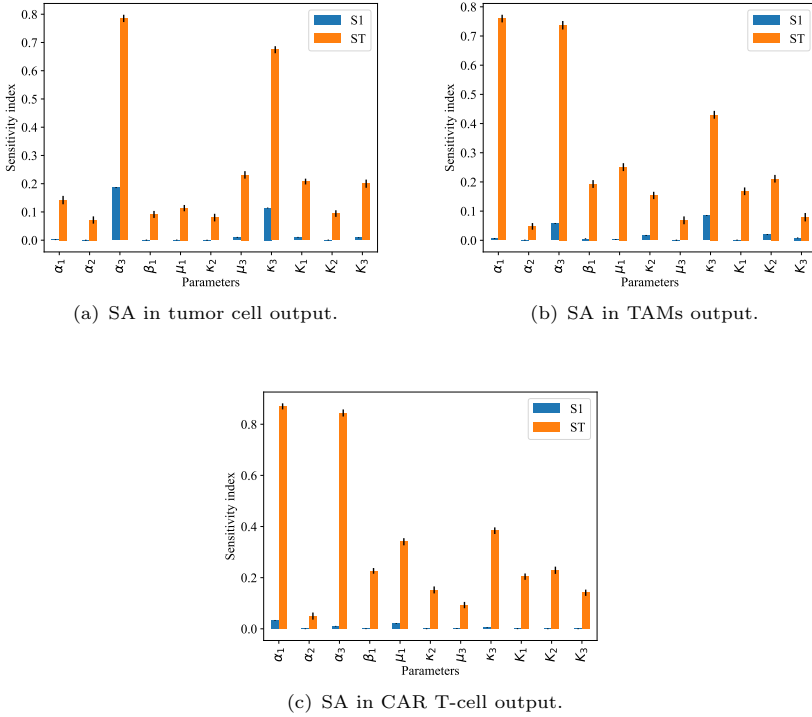 0.8
0.7
0.6
0.5
0.4
0.3
0.2
0.1
0.0
Sensitivity index
S1
ST
α1 α2 α3 β1 μ1 κ2 μ3 κ3 K1 K2 K3
Parameters
(a) SA in tumor cell output.
0.8
0.7
0.6
0.5
0.4
0.3
0.2
0.1
0.0
Sensitivity index
S1
ST
α1 α2 α3 β1 μ1 κ2 μ3 κ3 K1 K2 K3
Parameters
(b) SA in TAMs output.
0.8
0.6
0.4
0.2
0.0
Sensitivity index
S1
ST
α1 α2 α3 β1 μ1 κ2 μ3 κ3 K1 K2 K3
Parameters
(c) SA in CAR T-cell output.